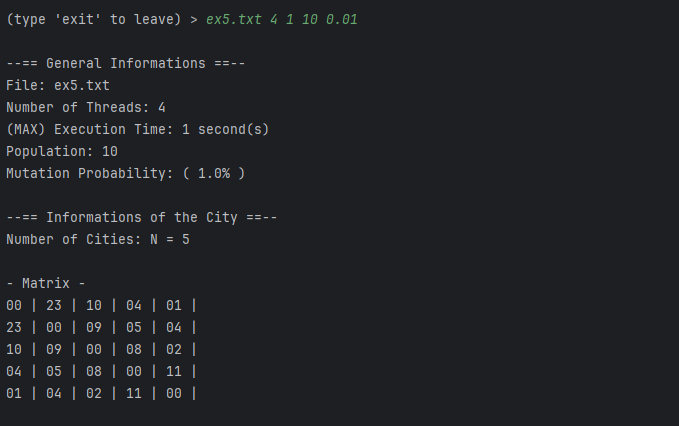 (type 'exit' to leave) > ex5.txt 4 1 10 0.01
--== General Informations ==--
File: ex5.txt
Number of Threads: 4
(MAX) Execution Time: 1 second(s)
Population: 10
Mutation Probability: ( 1.0% )
--== Informations of the City ==--
Number of Cities: N = 5
- Matrix -
00 | 23 | 10 | 04 | 01 |
23 | 00 | 09 | 05 | 04 |
10 | 09 | 00 | 08 | 02 |
04 | 05 | 08 | 00 | 11 |
01 | 04 | 02 | 11 | 00 |